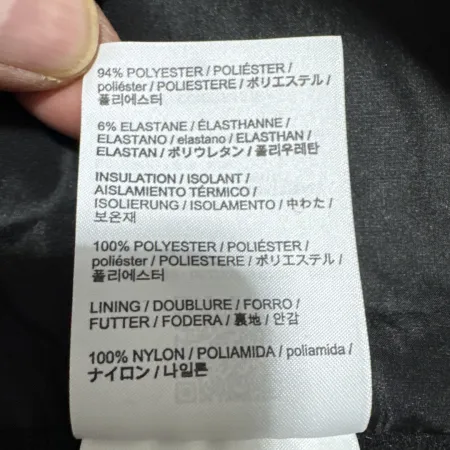 94% POLYESTER / POLIÉSTER /
poliéster / POLIESTERE / ポリエステル /
폴리에스터
6% ELASTANE / ÉLASTHANNE /
ELASTANO / elastano / ELASTHAN /
ELASTAN / ポリウレタン / 폴리우레탄
INSULATION / ISOLANT /
AISLAMIENTO TÉRMICO /
ISOLIERUNG / ISOLAMENTO / 中わた /
보온재
100% POLYESTER / POLIÉSTER /
poliéster / POLIESTERE / ポリエステル /
폴리에스터
LINING / DOUBLURE / FORRO /
FUTTER / FODERA / 裏地 / 안감
100% NYLON / POLIAMIDA / poliamida /
ナイロン / 나일론